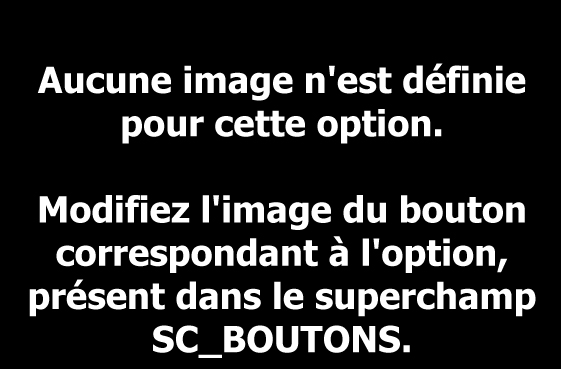 Aucune image n'est définie
pour cette option.
Modifiez l'image du bouton
correspondant à l'option,
présent dans le superchamp
SC_BOUTONS.